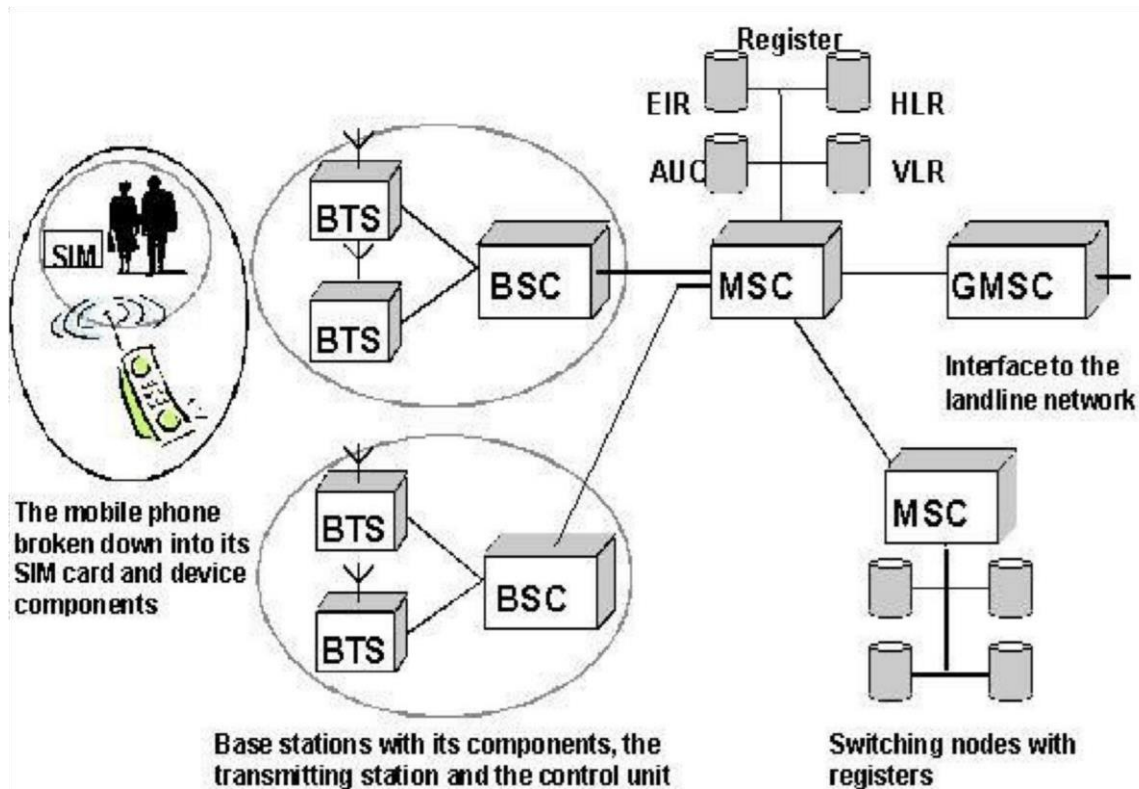 Register
EIR
HLR
AUC
VLR
SIM
BTS
BTS
BSC
MSC
GMSC
Interface to the
landline network
BTS
BTS
BSC
MSC
The mobile phone
broken down into its
SIM card and device
components
Base stations with its components, the
transmitting station and the control unit
Switching nodes with
registers